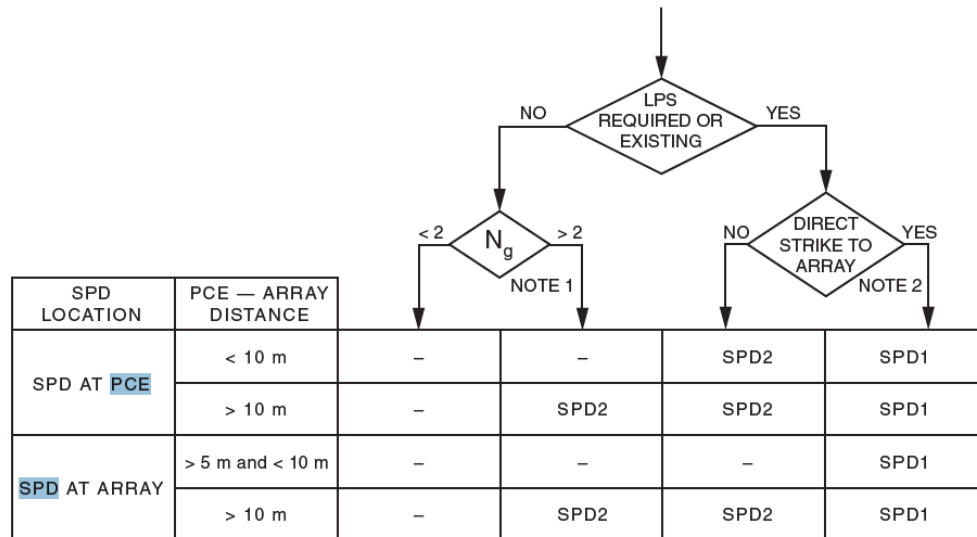 LPS
REQUIRED OR
EXISTING
NO
YES
N_g
< 2
> 2
NOTE 1
DIRECT
STRIKE TO
ARRAY
NO
YES
NOTE 2
SPD
LOCATION
PCE — ARRAY
DISTANCE
SPD AT PCE
< 10 m
–
–
SPD2
SPD1
> 10 m
–
SPD2
SPD2
SPD1
SPD AT ARRAY
> 5 m and < 10 m
–
–
–
SPD1
> 10 m
–
SPD2
SPD2
SPD1